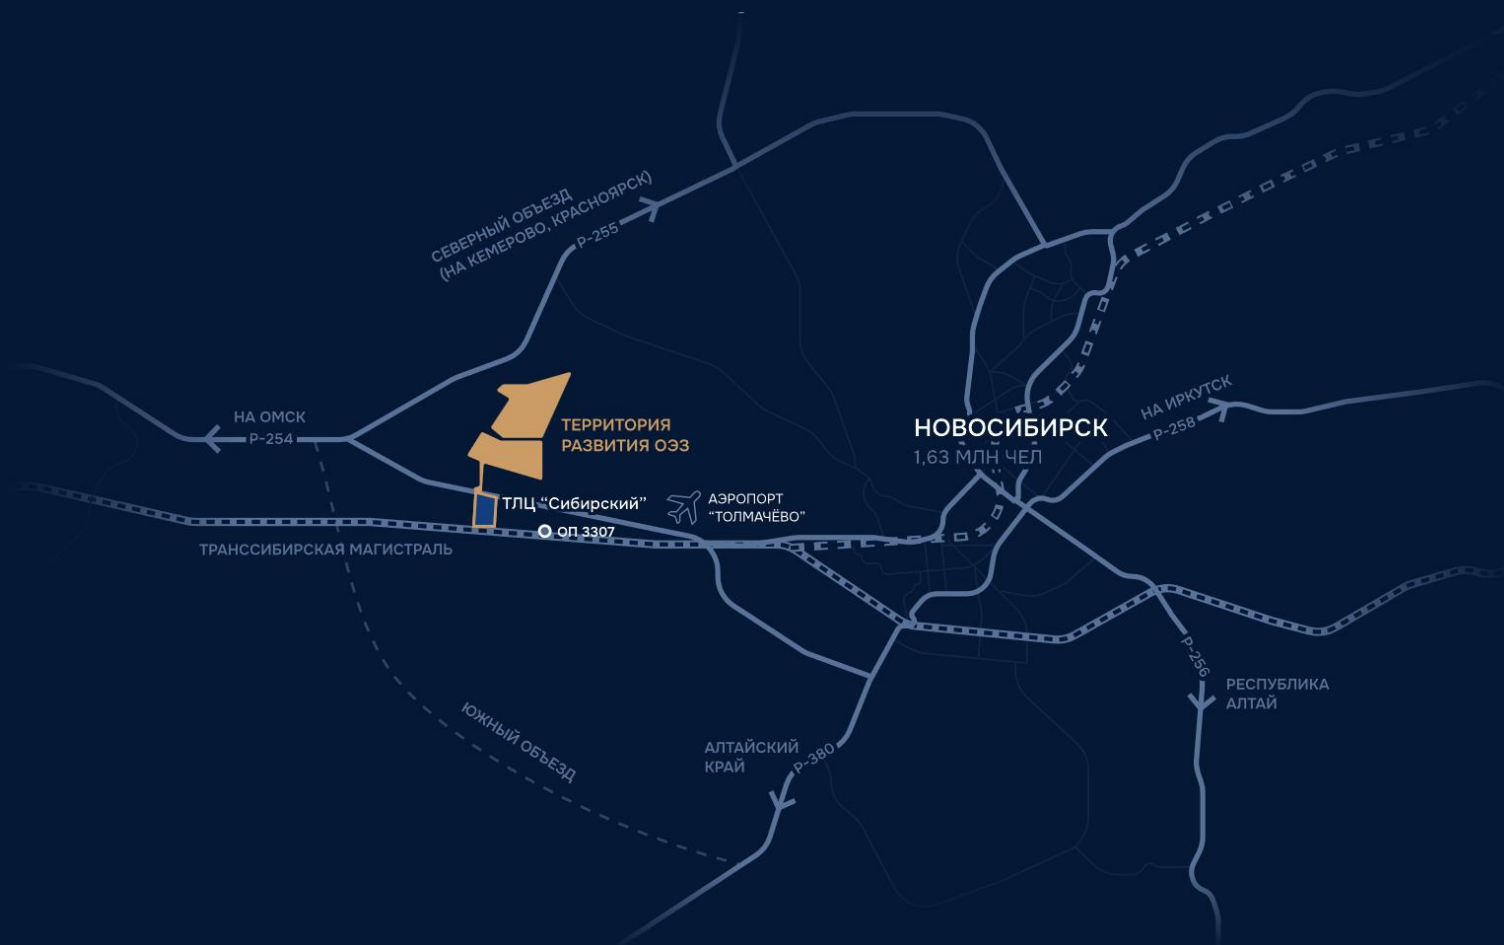 СЕВЕРНЫЙ ОБЪЕЗД
(НА КЕМЕРОВО, КРАСНОЯРСК)
Р-255
НА ОМСК
Р-254
ТЕРРИТОРИЯ
РАЗВИТИЯ ОЭЗ
НОВОСИБИРСК
1,63 МЛН ЧЕЛ
НА ИРКУТСК
Р-258
ТЛЦ “Сибирский”
ОП 3307
АЭРОПОРТ
“ТОЛМАЧЁВО”
ТРАНССИБИРСКАЯ МАГИСТРАЛЬ
ЮЖНЫЙ ОБЪЕЗД
АЛТАЙСКИЙ
КРАЙ
Р-380
Р-256
РЕСПУБЛИКА
АЛТАЙ